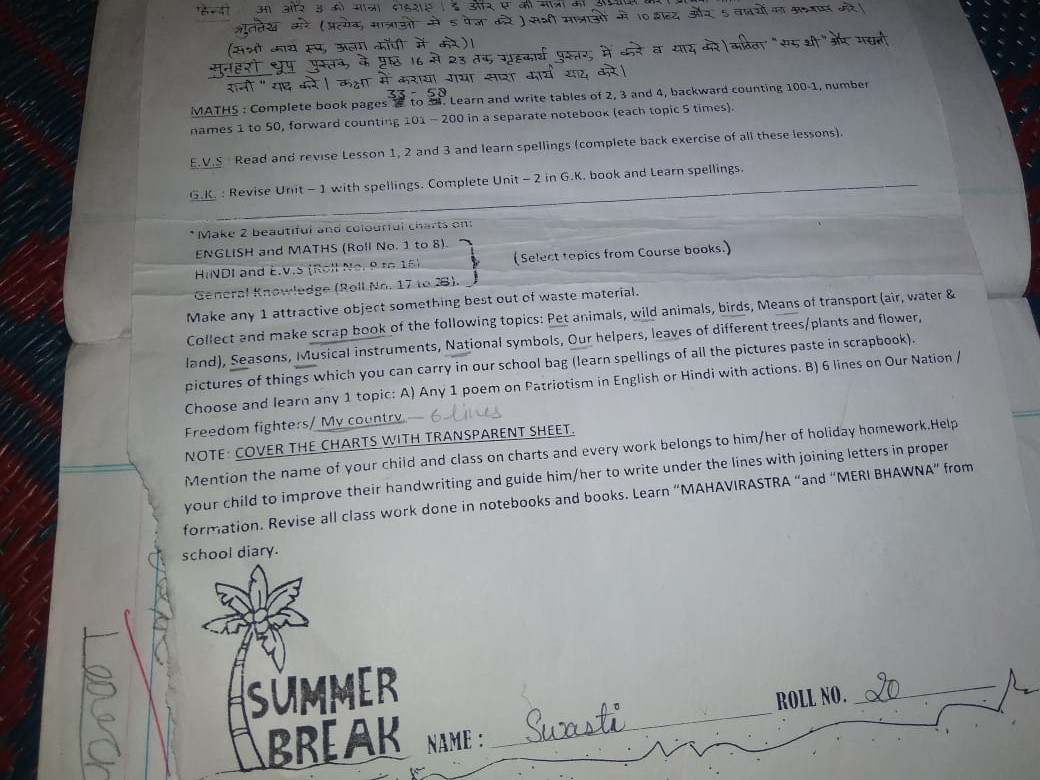 हिन्दी : आ और इ की मात्रा दोहराएं। ई और ए की मात्रा का अभ्यास करें।
श्रुतलेख करे (प्रत्येक मात्राओं से 5 पेज करे) सभी मात्राओं से 10 शब्द और 5 वाक्यों का अभ्यास करे।
(सभी कार्य एक अलग कॉपी में करे)।
सुनहरी धूप पुस्तक के पृष्ठ 16 से 23 तक गृहकार्य पुस्तक में करे व याद करे। कविता "एक थी" और मछली
रानी" याद करे। कक्षा में कराया गया सारा कार्य याद करे।
33 - 58
MATHS : Complete book pages to Learn and write tables of 2, 3 and 4, backward counting 100-1, number
names 1 to 50, forward counting 101 – 200 in a separate notebook (each topic 5 times).
E.V.S : Read and revise Lesson 1, 2 and 3 and learn spellings (complete back exercise of all these lessons).
G.K. : Revise Unit – 1 with spellings. Complete Unit – 2 in G.K. book and Learn spellings.
*Make 2 beautiful and colourful charts on:
ENGLISH and MATHS (Roll No. 1 to 8).
HINDI and E.V.S (Roll No. 9 to 16) (Select topics from Course books.)
General Knowledge (Roll No. 17 to 28).
Make any 1 attractive object something best out of waste material.
Collect and make scrap book of the following topics: Pet animals, wild animals, birds, Means of transport (air, water &
land), Seasons, Musical instruments, National symbols, Our helpers, leaves of different trees/plants and flower,
pictures of things which you can carry in our school bag (learn spellings of all the pictures paste in scrapbook).
Choose and learn any 1 topic: A) Any 1 poem on Patriotism in English or Hindi with actions. B) 6 lines on Our Nation /
Freedom fighters/ My country – 6 lines
NOTE: COVER THE CHARTS WITH TRANSPARENT SHEET.
Mention the name of your child and class on charts and every work belongs to him/her of holiday homework.Help
your child to improve their handwriting and guide him/her to write under the lines with joining letters in proper
formation. Revise all class work done in notebooks and books. Learn "MAHAVIRASTRA "and "MERI BHAWNA" from
school diary.
SUMMER
BREAK
NAME : Swasti
ROLL NO. 20